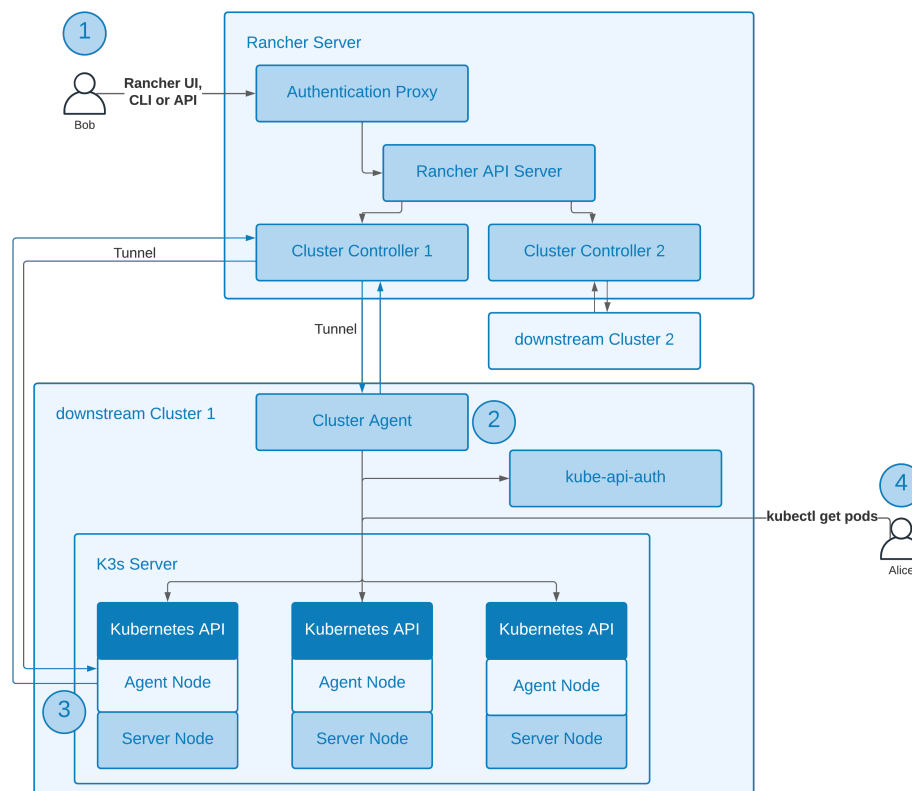 1
Rancher Server
Rancher UI,
CLI or API
Bob
Authentication Proxy
Rancher API Server
Cluster Controller 1
Cluster Controller 2
Tunnel
Tunnel
downstream Cluster 2
downstream Cluster 1
Cluster Agent
2
kube-api-auth
4
kubectl get pods
Alice
K3s Server
Kubernetes API
Kubernetes API
Kubernetes API
Agent Node
Agent Node
Agent Node
3
Server Node
Server Node
Server Node